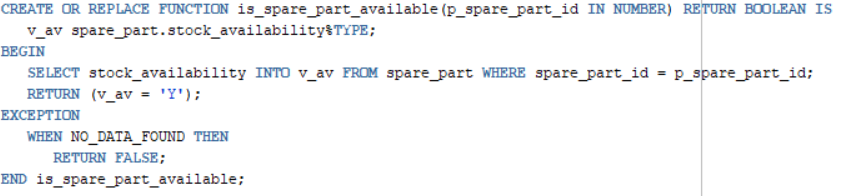 CREATE OR REPLACE FUNCTION is_spare_part_available(p_spare_part_id IN NUMBER) RETURN BOOLEAN IS
v_av spare_part.stock_availability%TYPE;
BEGIN
SELECT stock_availability INTO v_av FROM spare_part WHERE spare_part_id = p_spare_part_id;
RETURN (v_av = 'Y');
EXCEPTION
WHEN NO_DATA_FOUND THEN
RETURN FALSE;
END is_spare_part_available;